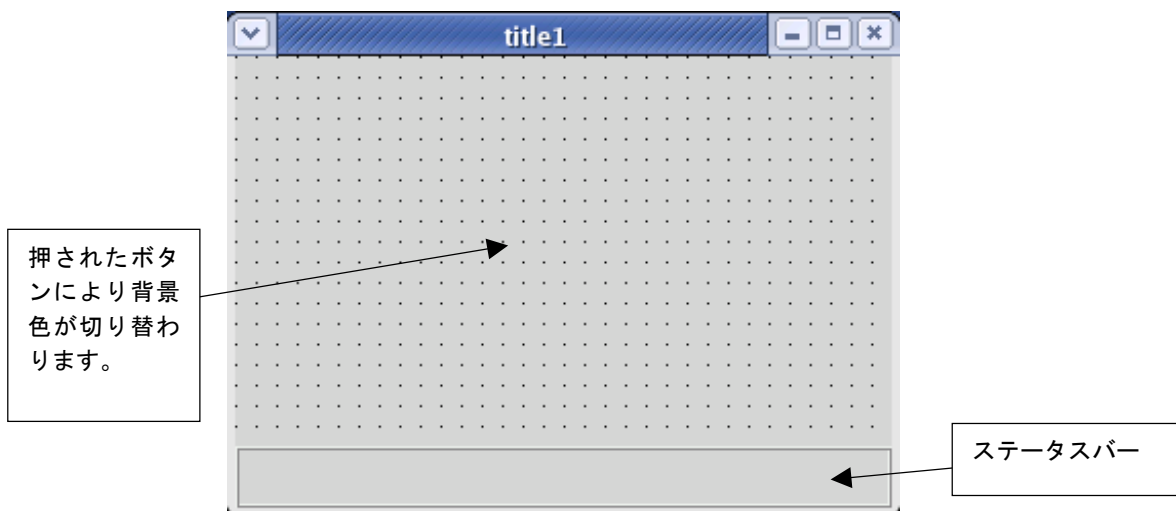 title1
押されたボタ
ンにより背景
色が切り替わ
ります。
ステータスバー